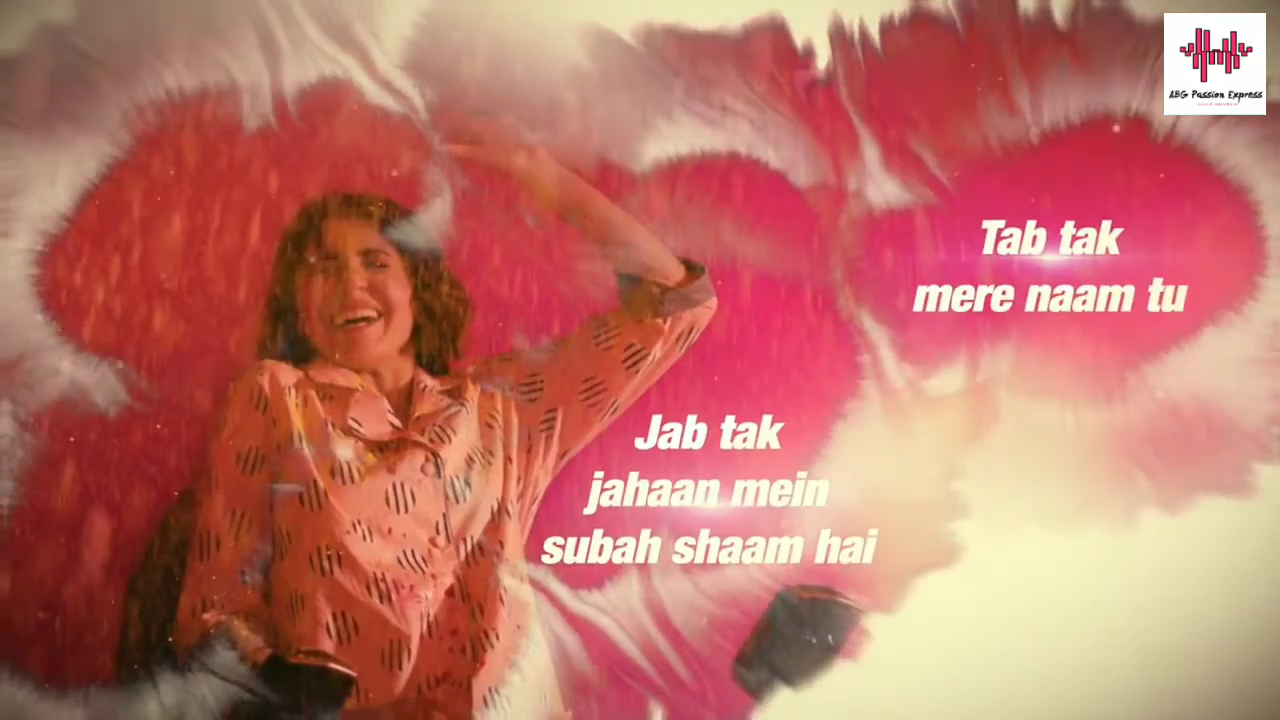 ABG Passion Express
Tab tak
mere naam tu
Jab tak
jahaan mein
subah shaam hai